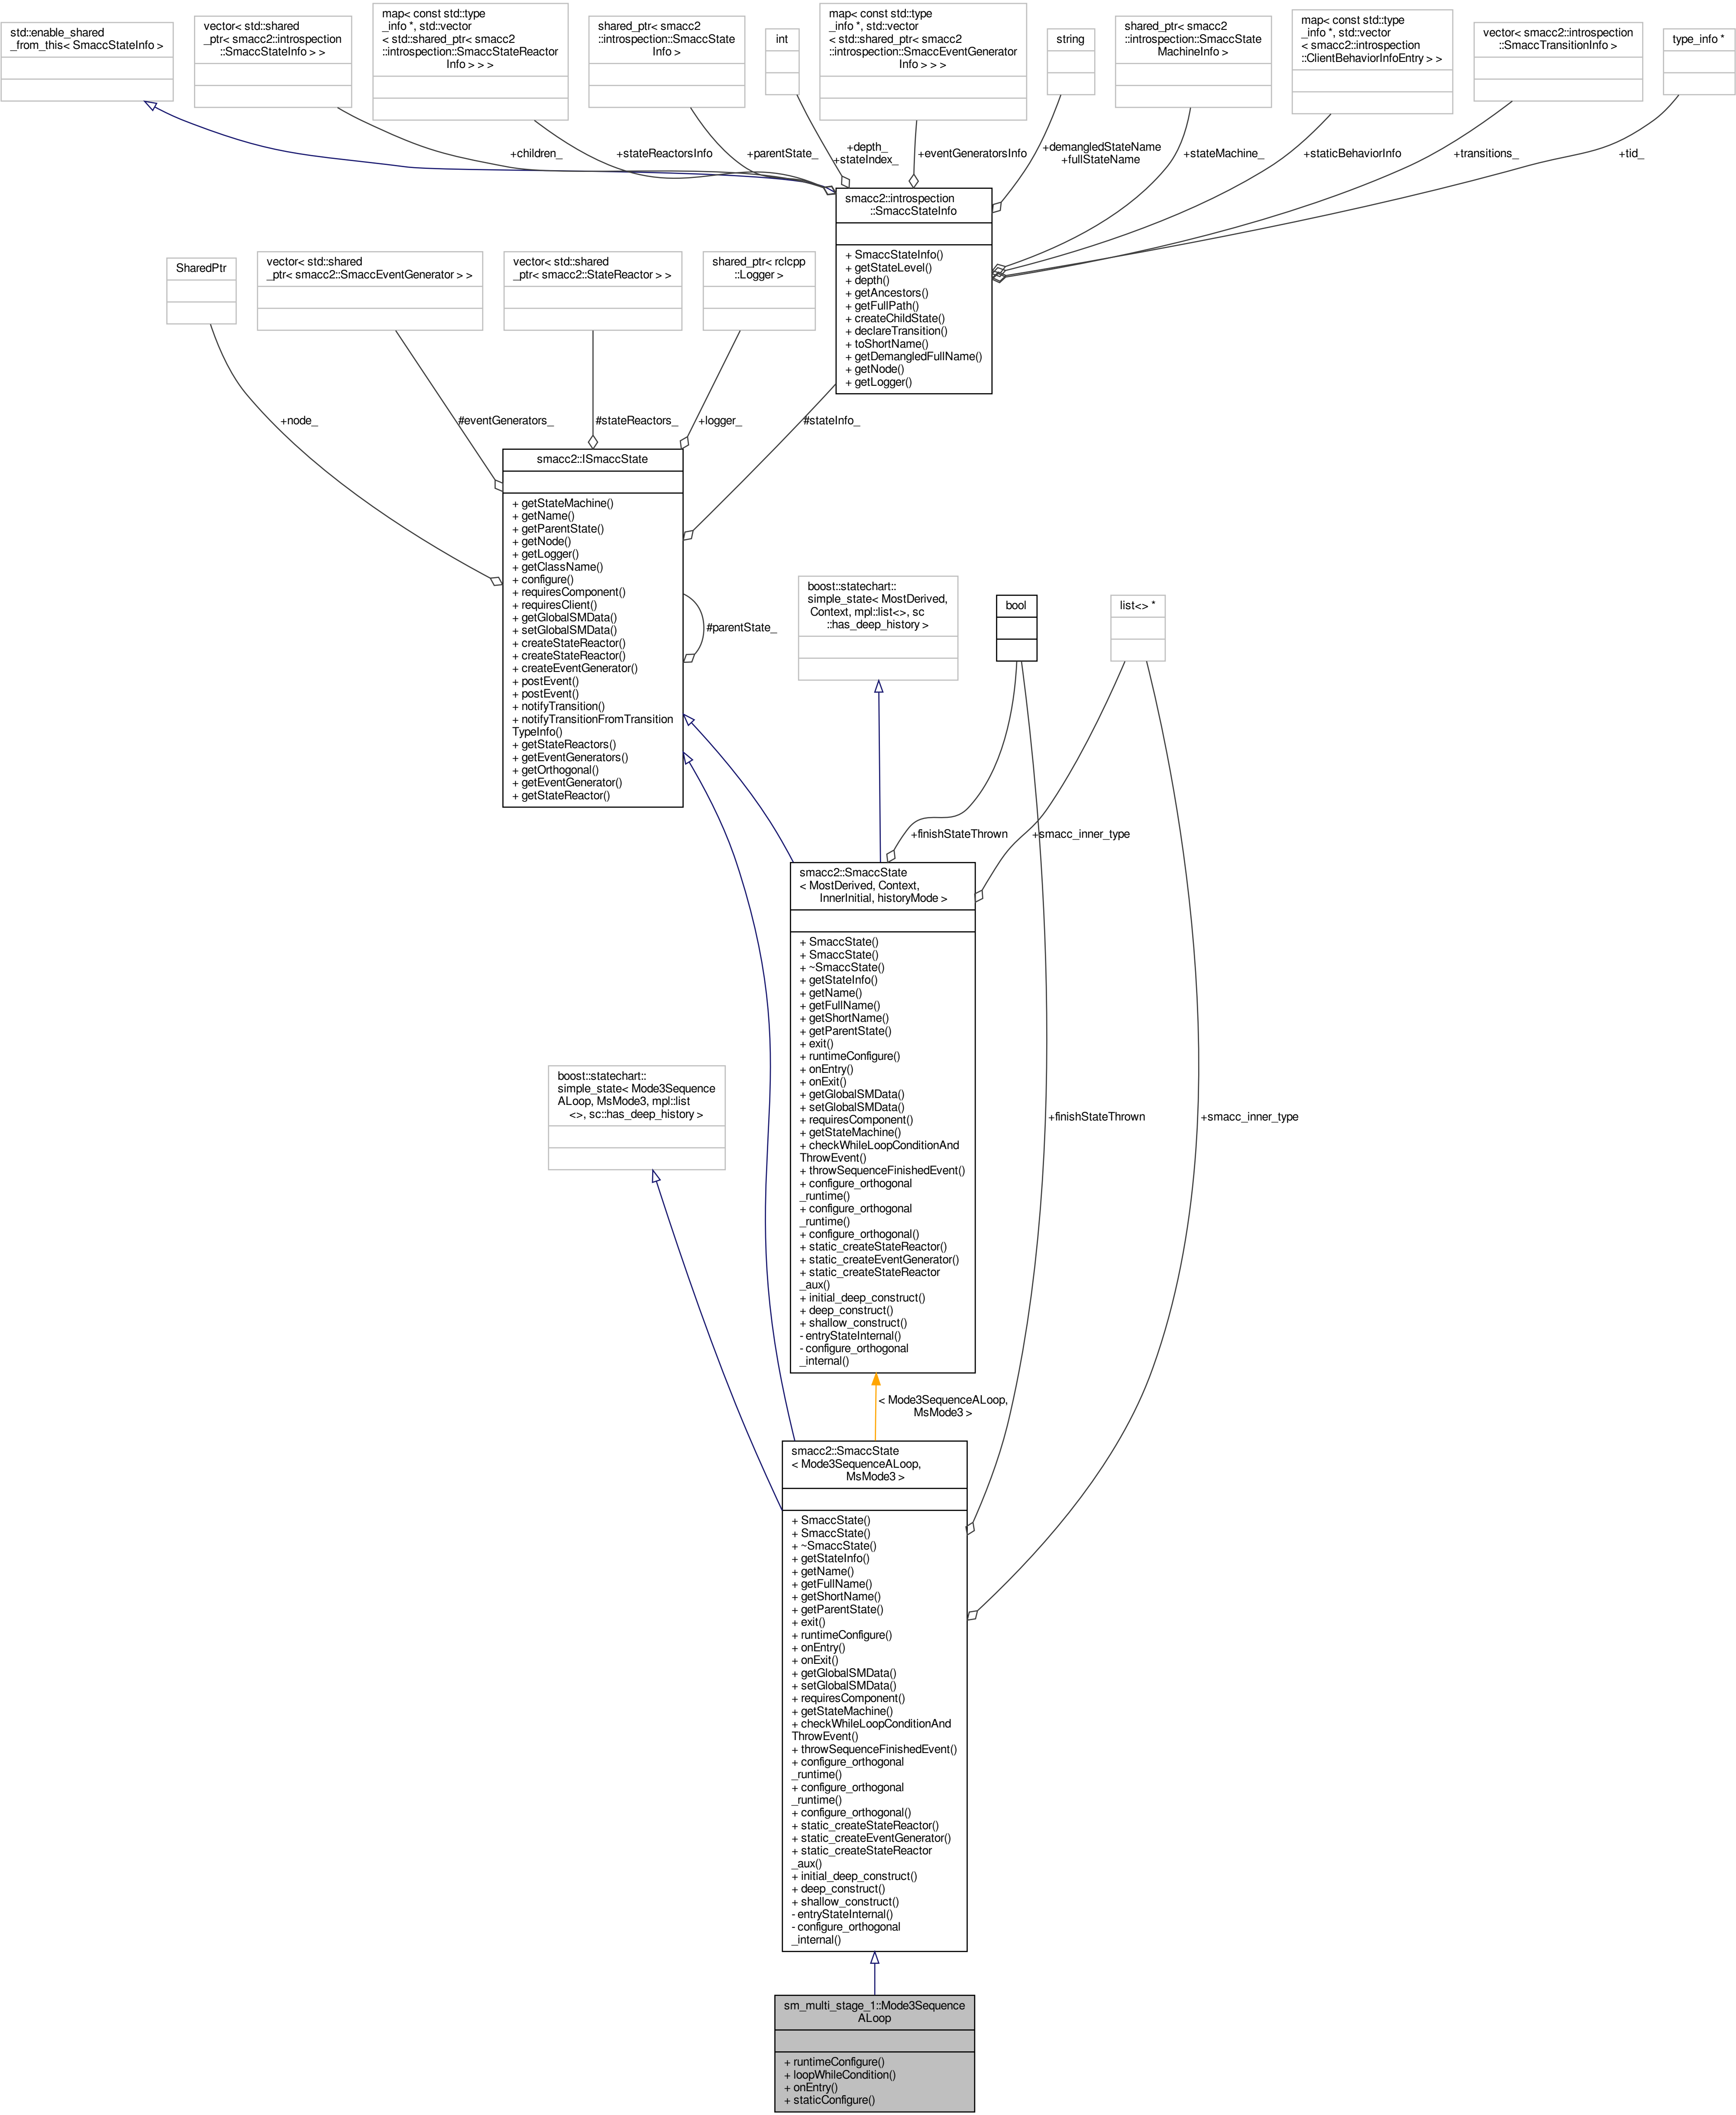 std::enable_shared
_from_this< SmaccStateInfo >
vector< std::shared
_ptr< smacc2::introspection
::SmaccStateInfo > >
map< const std::type
_info *, std::vector
< std::shared_ptr< smacc2
::introspection::SmaccStateReactor
Info > > >
shared_ptr< smacc2
::introspection::SmaccState
Info >
int
map< const std::type
_info *, std::vector
< std::shared_ptr< smacc2
::introspection::SmaccEventGenerator
Info > > >
string
shared_ptr< smacc2
::introspection::SmaccState
MachineInfo >
map< const std::type
_info *, std::vector
< smacc2::introspection
::ClientBehaviorInfoEntry > >
vector< smacc2::introspection
::SmaccTransitionInfo >
type_info *
+children_
+stateReactorsInfo
+parentState_
+depth_
+stateIndex_
+eventGeneratorsInfo
+demangledStateName
+fullStateName
+stateMachine_
+staticBehaviorInfo
+transitions_
+tid_
smacc2::introspection
::SmaccStateInfo
+ SmaccStateInfo()
+ getStateLevel()
+ depth()
+ getAncestors()
+ getFullPath()
+ createChildState()
+ declareTransition()
+ toShortName()
+ getDemangledFullName()
+ getNode()
+ getLogger()
SharedPtr
vector< std::shared
_ptr< smacc2::SmaccEventGenerator > >
vector< std::shared
_ptr< smacc2::StateReactor > >
shared_ptr< rclcpp
::Logger >
+node_
#eventGenerators_
#stateReactors_
+logger_
#stateInfo_
smacc2::ISmaccState
+ getStateMachine()
+ getName()
+ getParentState()
+ getNode()
+ getLogger()
+ getClassName()
+ configure()
+ requiresComponent()
+ requiresClient()
+ getGlobalSMData()
+ setGlobalSMData()
+ createStateReactor()
+ createStateReactor()
+ createEventGenerator()
+ postEvent()
+ postEvent()
+ notifyTransition()
+ notifyTransitionFromTransition
TypeInfo()
+ getStateReactors()
+ getEventGenerators()
+ getOrthogonal()
+ getEventGenerator()
+ getStateReactor()
#parentState_
boost::statechart::
simple_state< MostDerived,
Context, mpl::list<>, sc
::has_deep_history >
bool
list<> *
+finishStateThrown
+smacc_inner_type
smacc2::SmaccState
< MostDerived, Context,
InnerInitial, historyMode >
+ SmaccState()
+ SmaccState()
+ ~SmaccState()
+ getStateInfo()
+ getName()
+ getFullName()
+ getShortName()
+ getParentState()
+ exit()
+ runtimeConfigure()
+ onEntry()
+ onExit()
+ getGlobalSMData()
+ setGlobalSMData()
+ requiresComponent()
+ getStateMachine()
+ checkWhileLoopConditionAnd
ThrowEvent()
+ throwSequenceFinishedEvent()
+ configure_orthogonal
_runtime()
+ configure_orthogonal
_runtime()
+ configure_orthogonal()
+ static_createStateReactor()
+ static_createEventGenerator()
+ static_createStateReactor
_aux()
+ initial_deep_construct()
+ deep_construct()
+ shallow_construct()
- entryStateInternal()
- configure_orthogonal
_internal()
boost::statechart::
simple_state< Mode3Sequence
ALoop, MsMode3, mpl::list
<>, sc::has_deep_history >
+finishStateThrown
+smacc_inner_type
< Mode3SequenceALoop,
MsMode3 >
smacc2::SmaccState
< Mode3SequenceALoop,
MsMode3 >
+ SmaccState()
+ SmaccState()
+ ~SmaccState()
+ getStateInfo()
+ getName()
+ getFullName()
+ getShortName()
+ getParentState()
+ exit()
+ runtimeConfigure()
+ onEntry()
+ onExit()
+ getGlobalSMData()
+ setGlobalSMData()
+ requiresComponent()
+ getStateMachine()
+ checkWhileLoopConditionAnd
ThrowEvent()
+ throwSequenceFinishedEvent()
+ configure_orthogonal
_runtime()
+ configure_orthogonal
_runtime()
+ configure_orthogonal()
+ static_createStateReactor()
+ static_createEventGenerator()
+ static_createStateReactor
_aux()
+ initial_deep_construct()
+ deep_construct()
+ shallow_construct()
- entryStateInternal()
- configure_orthogonal
_internal()
sm_multi_stage_1::Mode3Sequence
ALoop
+ runtimeConfigure()
+ loopWhileCondition()
+ onEntry()
+ staticConfigure()